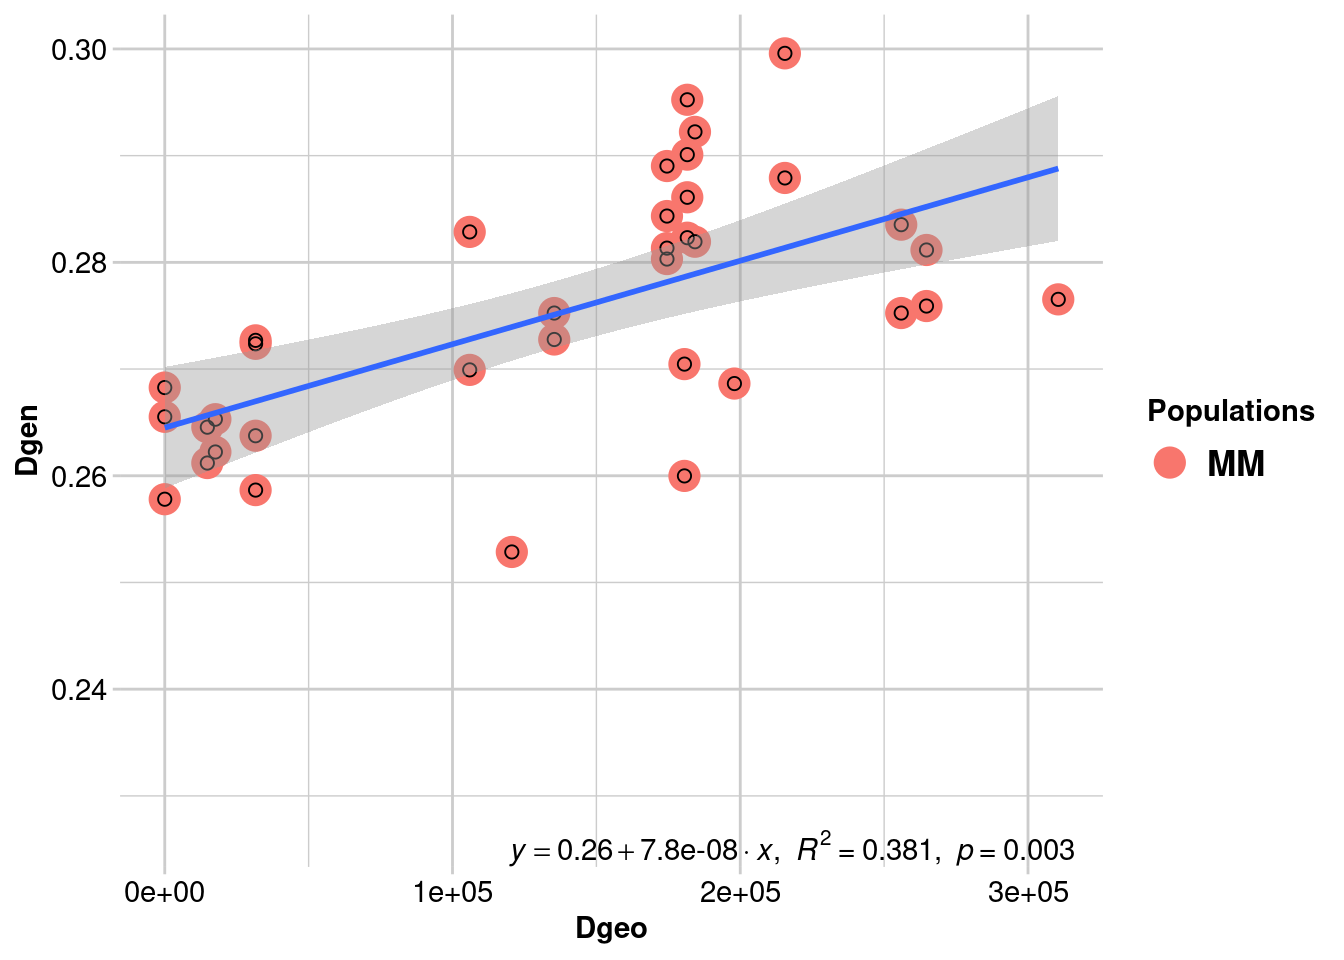 0.30
0.28
0.26
0.24
Dgen
y = 0.26 + 7.8e-08 · x, R² = 0.381, p = 0.003
0e+00 1e+05 2e+05 3e+05
Dgeo
Populations
MM